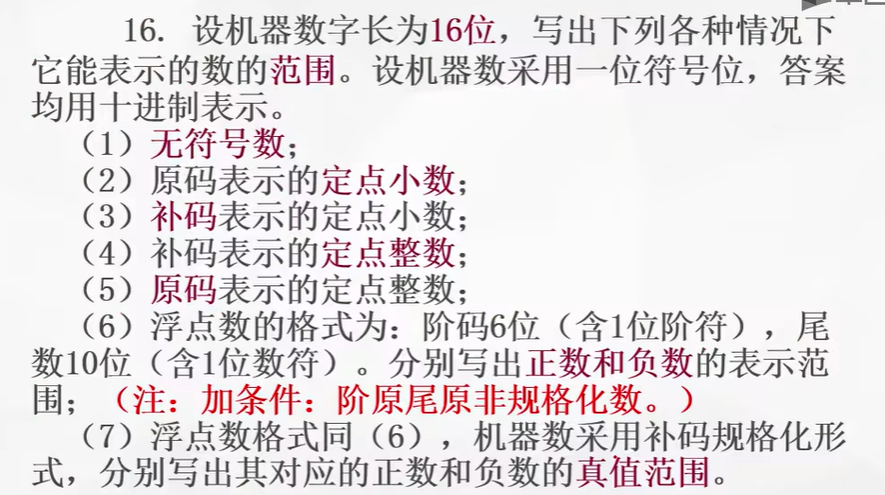 16. 设机器数字长为16位，写出下列各种情况下
它能表示的数的范围。设机器数采用一位符号位，答案
均用十进制表示。
（1）无符号数；
（2）原码表示的定点小数；
（3）补码表示的定点小数；
（4）补码表示的定点整数；
（5）原码表示的定点整数；
（6）浮点数的格式为：阶码6位（含1位阶符），尾
数10位（含1位数符）。分别写出正数和负数的表示范
围；（注：加条件：阶原尾原非规格化数。）
（7）浮点数格式同（6），机器数采用补码规格化形
式，分别写出其对应的正数和负数的真值范围。